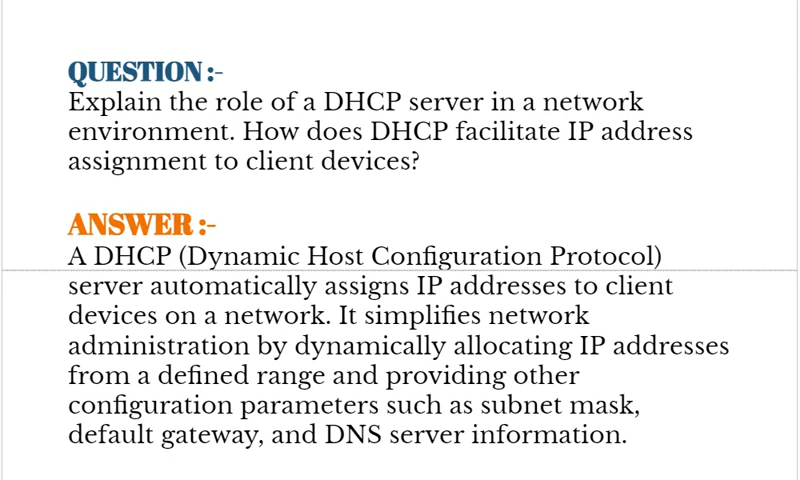 QUESTION :-
Explain the role of a DHCP server in a network
environment. How does DHCP facilitate IP address
assignment to client devices?
ANSWER :-
A DHCP (Dynamic Host Configuration Protocol)
server automatically assigns IP addresses to client
devices on a network. It simplifies network
administration by dynamically allocating IP addresses
from a defined range and providing other
configuration parameters such as subnet mask,
default gateway, and DNS server information.